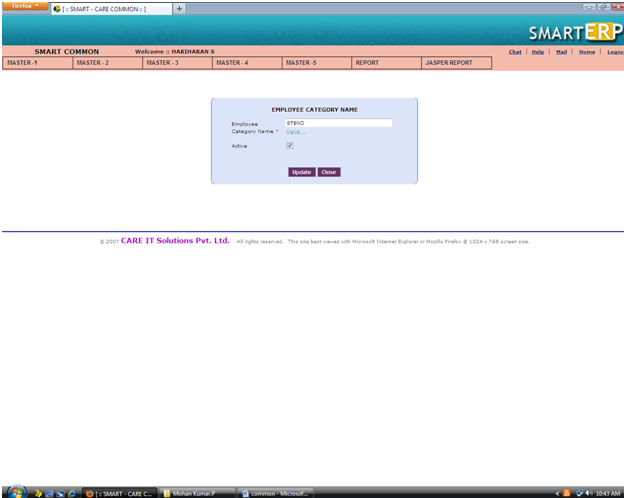 Firefox
[ :: SMART - CARE COMMON :: ]
+
SMART ERP
SMART COMMON Welcome :: HARIHARAN S
Chat | Help | Mail | Home | Logout
MASTER -1 MASTER - 2 MASTER - 3 MASTER - 4 MASTER -5 REPORT JASPER REPORT
EMPLOYEE CATEGORY NAME
Employee
Category Name *
STENO
Valid...
Active
Update Close
© 2007 CARE IT Solutions Pvt. Ltd. All rights reserved. This site best viewed with Microsoft Internet Explorer or Mozilla Firefox @ 1024 x 768 screen size.
[ :: SMART - CARE C... Mohan Kumar.P common - Microsof... 10:43 AM